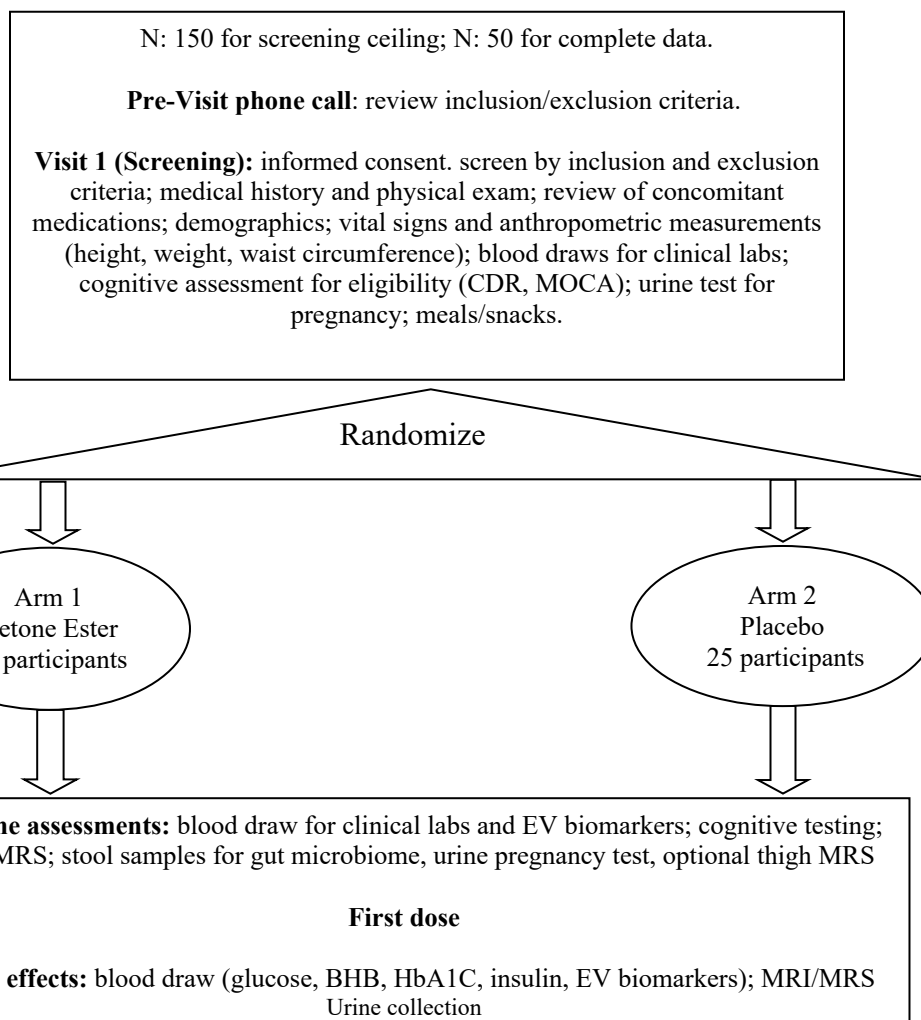 N: 150 for screening ceiling; N: 50 for complete data.
Pre-Visit phone call: review inclusion/exclusion criteria.
Visit 1 (Screening): informed consent. screen by inclusion and exclusion
criteria; medical history and physical exam; review of concomitant
medications; demographics; vital signs and anthropometric measurements
(height, weight, waist circumference); blood draws for clinical labs;
cognitive assessment for eligibility (CDR, MOCA); urine test for
pregnancy; meals/snacks.
Randomize
Arm 1
etone Ester
participants
Arm 2
Placebo
25 participants
ne assessments: blood draw for clinical labs and EV biomarkers; cognitive testing;
MRS; stool samples for gut microbiome, urine pregnancy test, optional thigh MRS
First dose
effects: blood draw (glucose, BHB, HbA1C, insulin, EV biomarkers); MRI/MRS
Urine collection